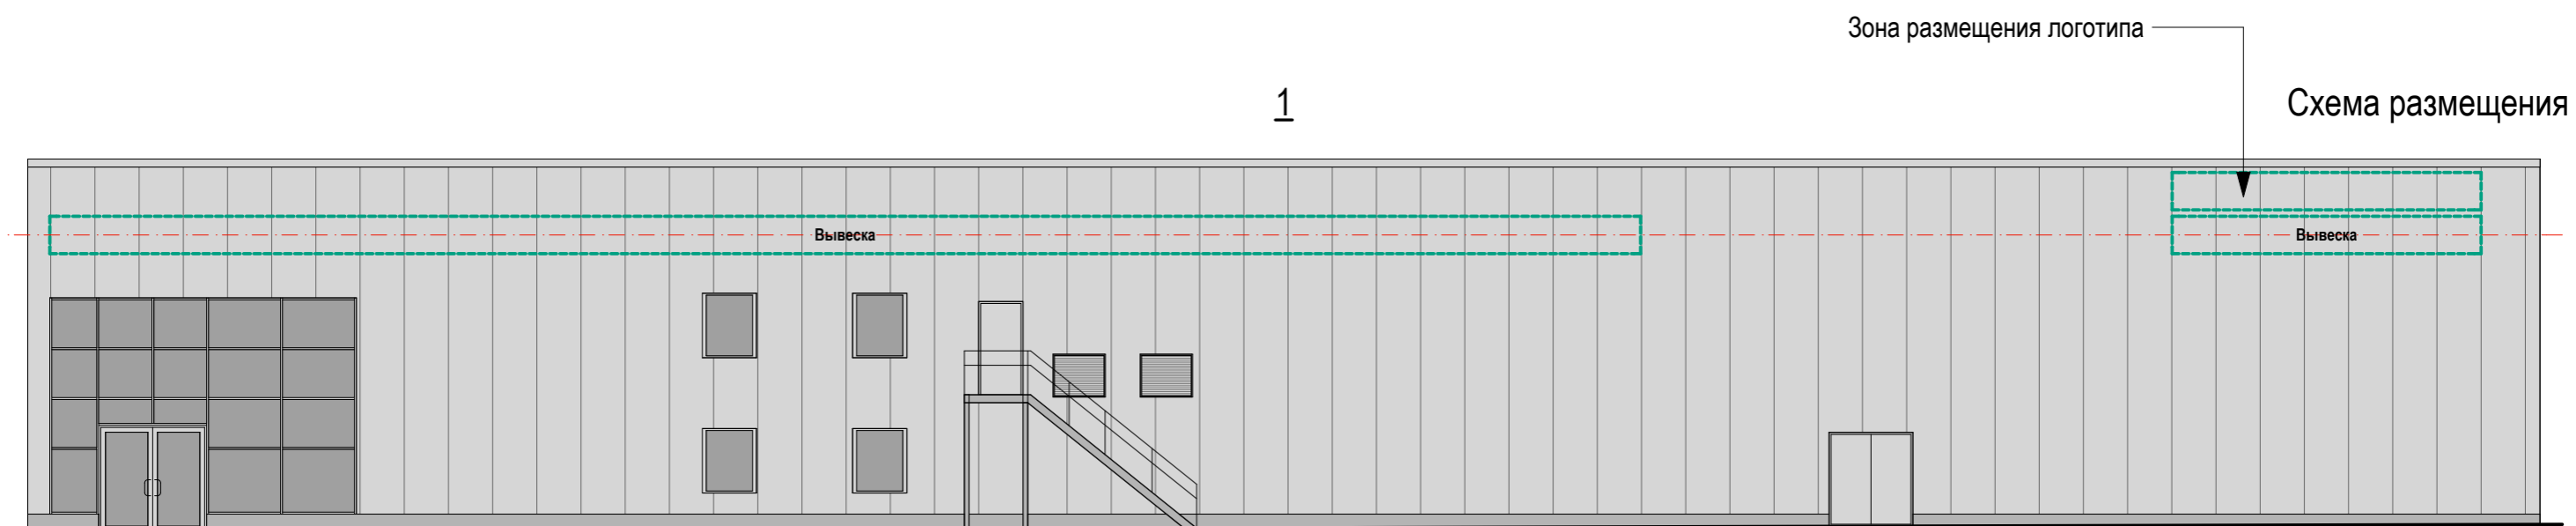 Зона размещения логотипа
1
Схема размещения
Вывеска
Вывеска